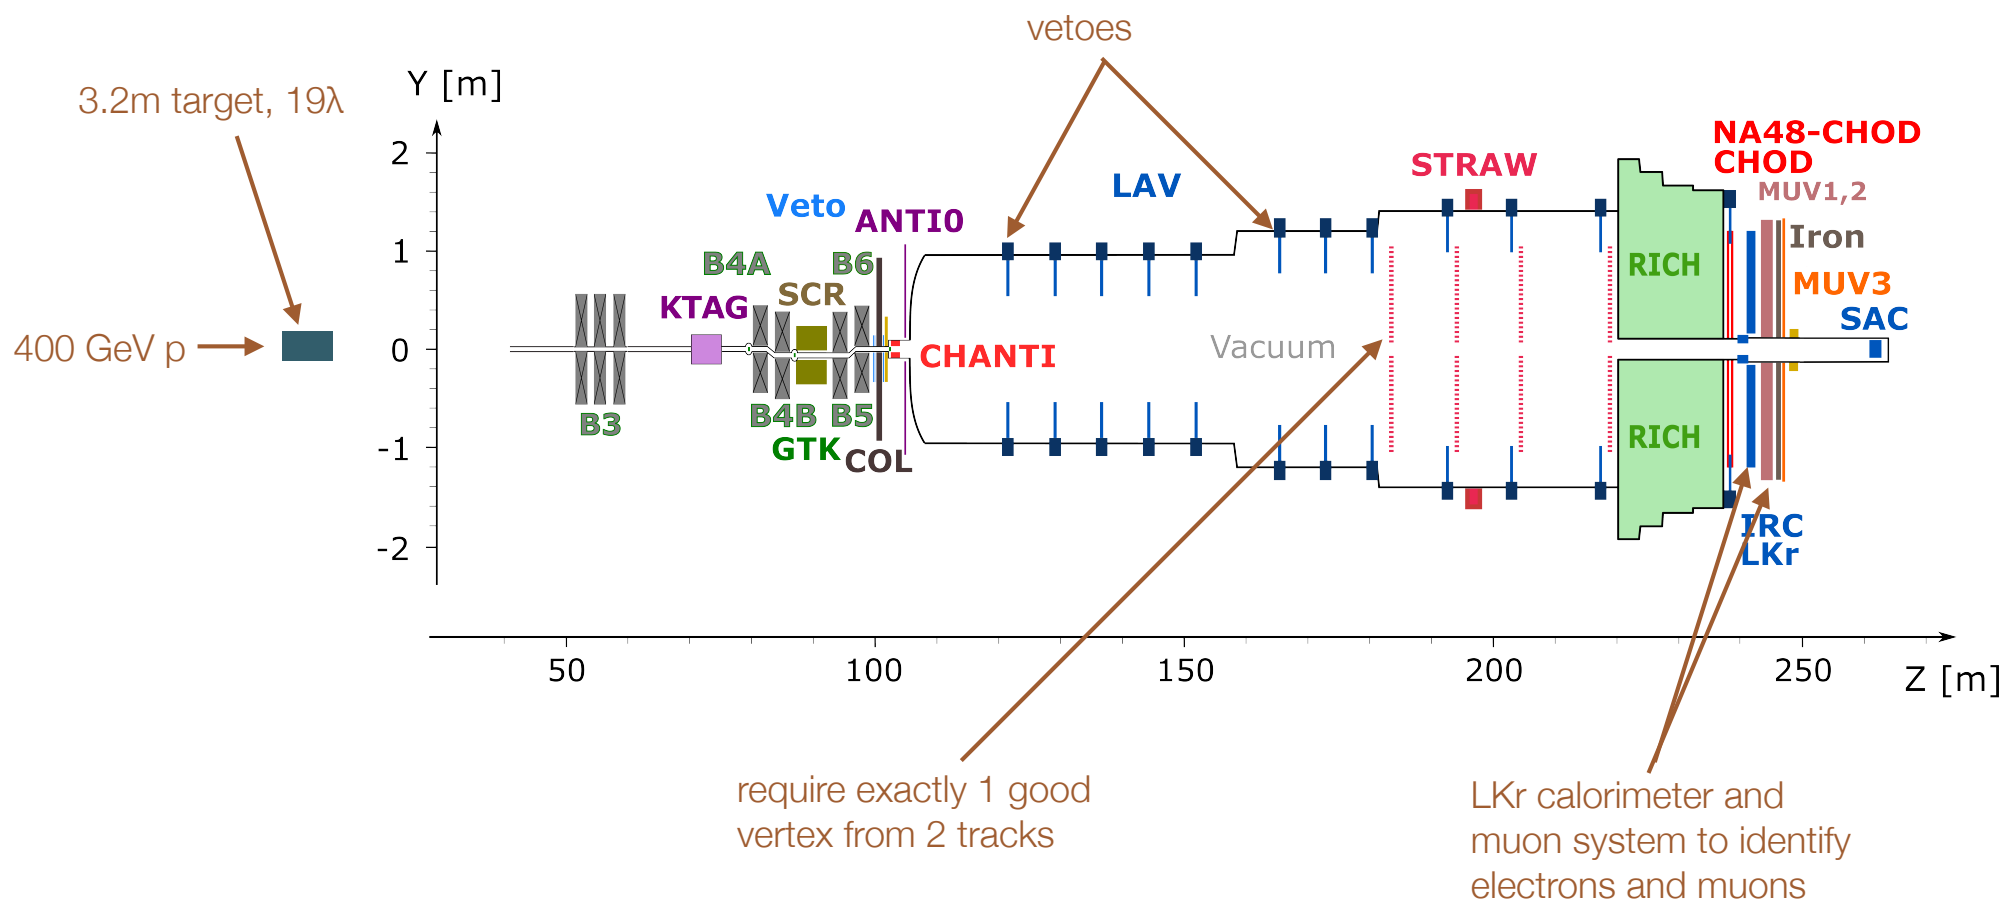 vetoes
3.2m target, 19λ
Y [m]
400 GeV p
2
1
0
-1
-2
Veto
ANTI0
LAV
STRAW
NA48-CHOD
CHOD
MUV1,2
Iron
MUV3
SAC
B4A
B6
SCR
KTAG
CHANTI
Vacuum
RICH
RICH
B3
B4B
B5
GTK
COL
IRC
LKr
50
100
150
200
250
Z [m]
require exactly 1 good
vertex from 2 tracks
LKr calorimeter and
muon system to identify
electrons and muons